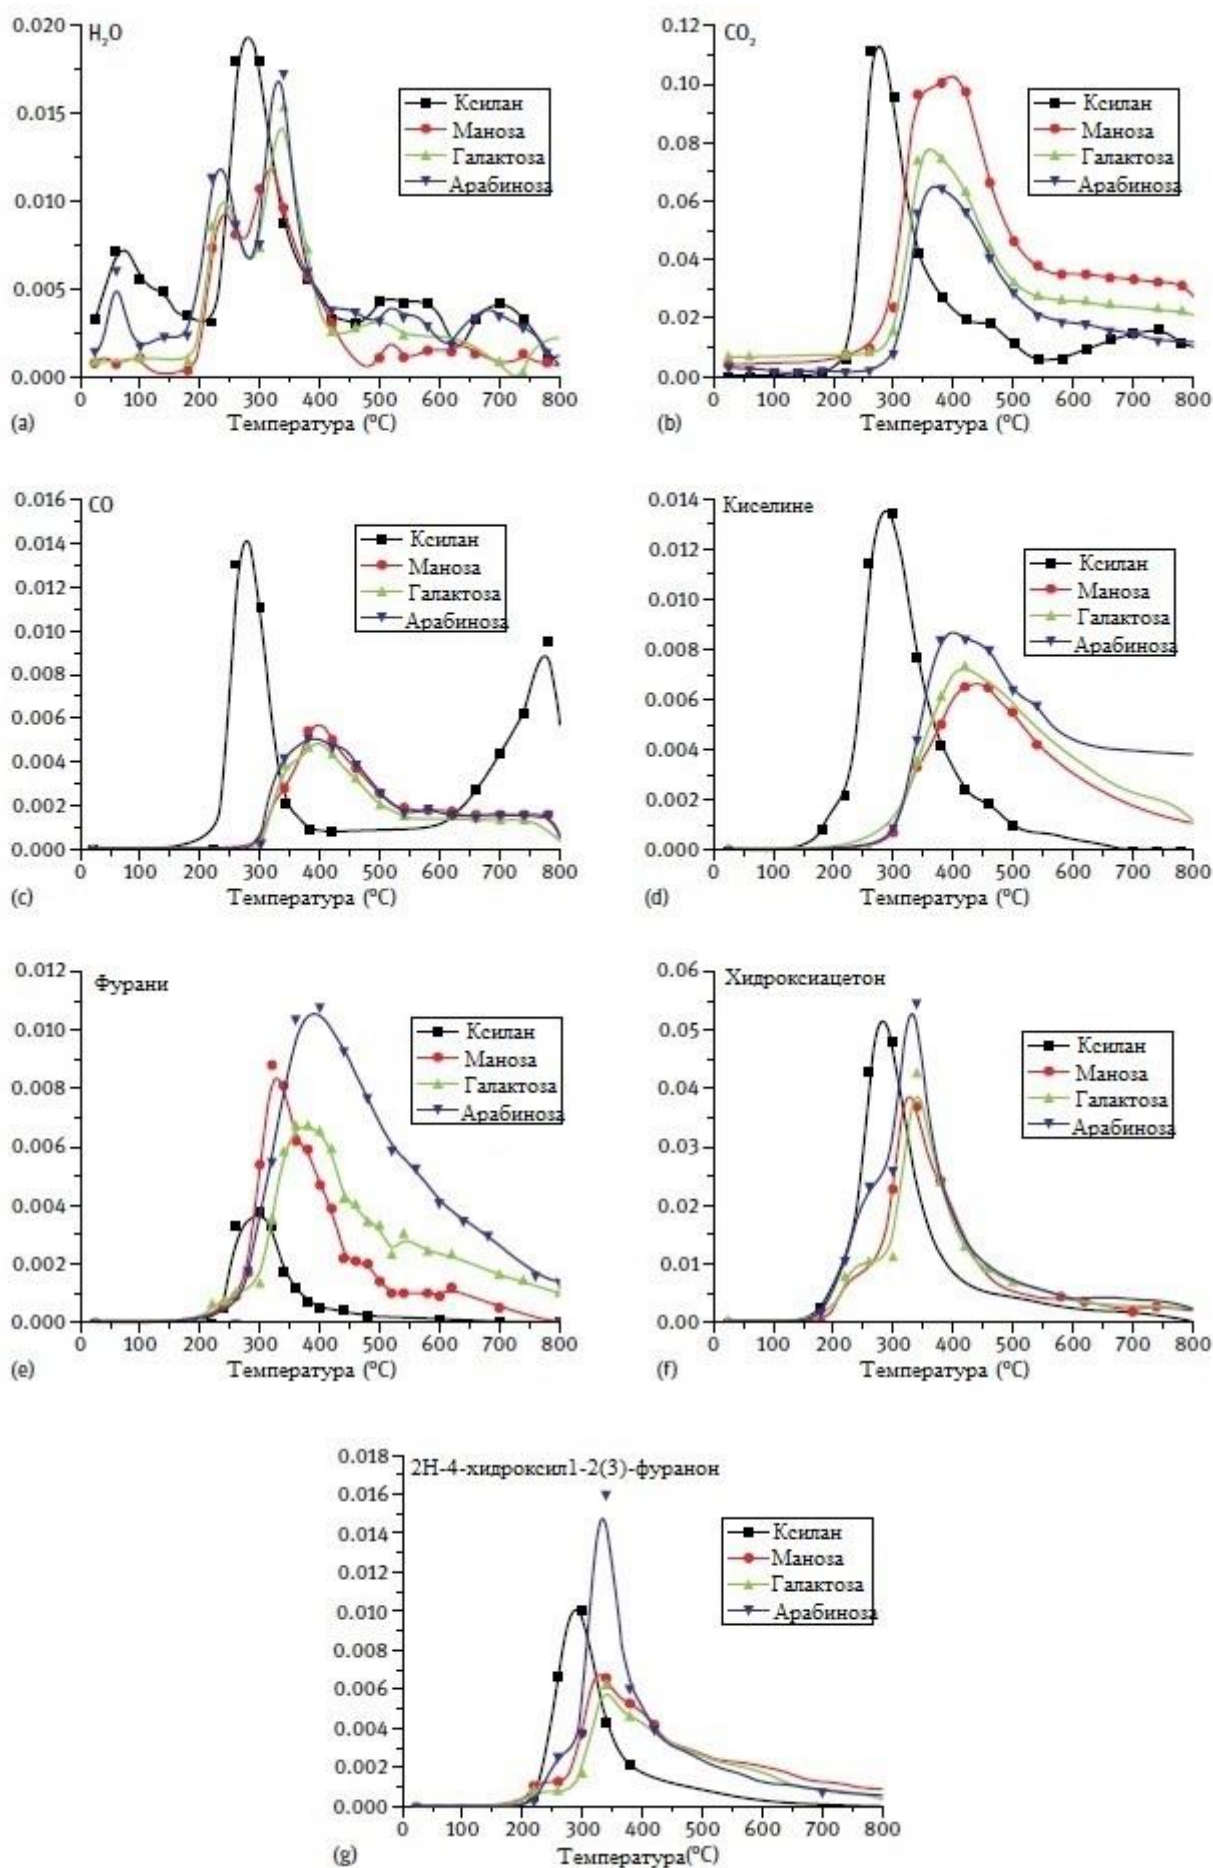 H₂O
0.020
0.015
0.010
0.005
0.000
0 100 200 300 400 500 600 700 800
Ксилан
Маноза
Галактоза
Арабиноза
(a)
Температура (°C)
CO₂
0.12
0.10
0.08
0.06
0.04
0.02
0.00
0 100 200 300 400 500 600 700 800
Ксилан
Маноза
Галактоза
Арабиноза
(b)
Температура (°C)
CO
0.016
0.014
0.012
0.010
0.008
0.006
0.004
0.002
0.000
0 100 200 300 400 500 600 700 800
Ксилан
Маноза
Галактоза
Арабиноза
(c)
Температура (°C)
Киселине
0.014
0.012
0.010
0.008
0.006
0.004
0.002
0.000
0 100 200 300 400 500 600 700 800
Ксилан
Маноза
Галактоза
Арабиноза
(d)
Температура (°C)
Фурани
0.012
0.010
0.008
0.006
0.004
0.002
0.000
0 100 200 300 400 500 600 700 800
Ксилан
Маноза
Галактоза
Арабиноза
(e)
Температура (°C)
Хидроксиацетон
0.06
0.05
0.04
0.03
0.02
0.01
0.00
0 100 200 300 400 500 600 700 800
Ксилан
Маноза
Галактоза
Арабиноза
(f)
Температура (°C)
2H-4-хидроксил1-2(3)-фуранон
0.018
0.016
0.014
0.012
0.010
0.008
0.006
0.004
0.002
0.000
0 100 200 300 400 500 600 700 800
Ксилан
Маноза
Галактоза
Арабиноза
(g)
Температура(°C)